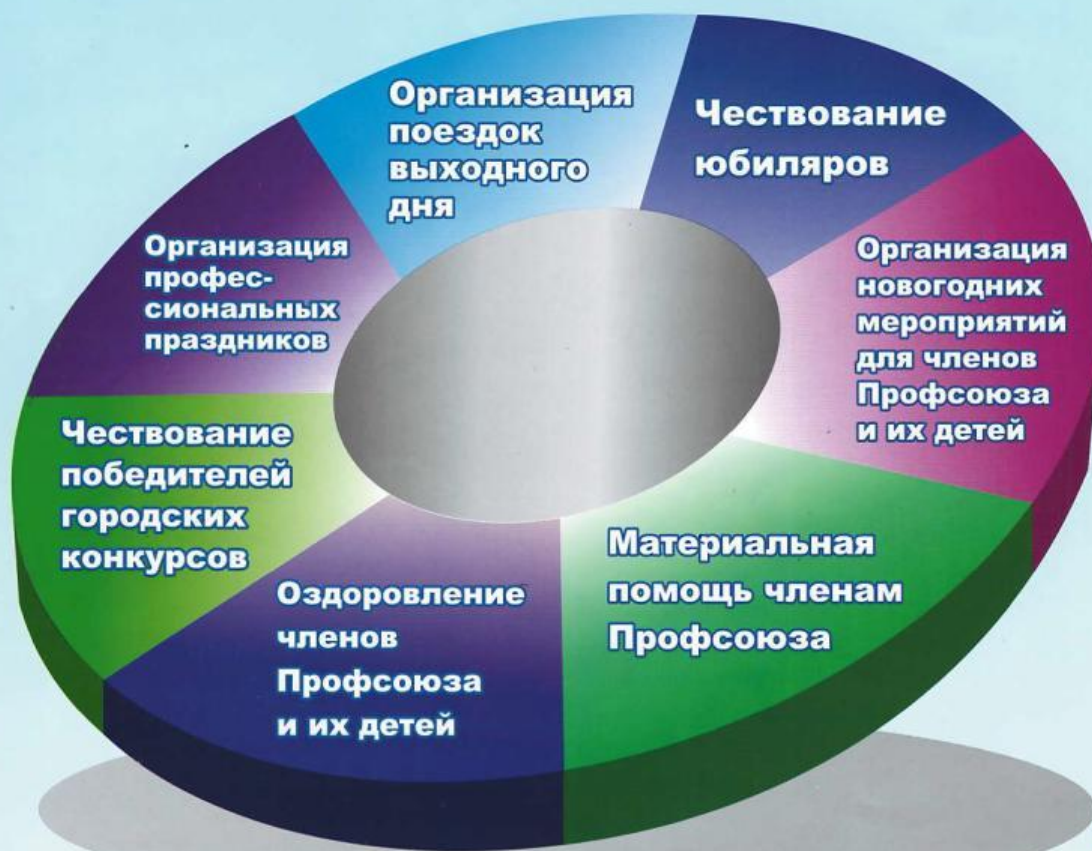 Организация
поездок
выходного
дня
Чествование
юбиляров
Организация
новогодних
мероприятий
для членов
Профсоюза
и их детей
Материальная
помощь членам
Профсоюза
Оздоровление
членов
Профсоюза
и их детей
Чествование
победителей
городских
конкурсов
Организация
профес-
сиональных
праздников